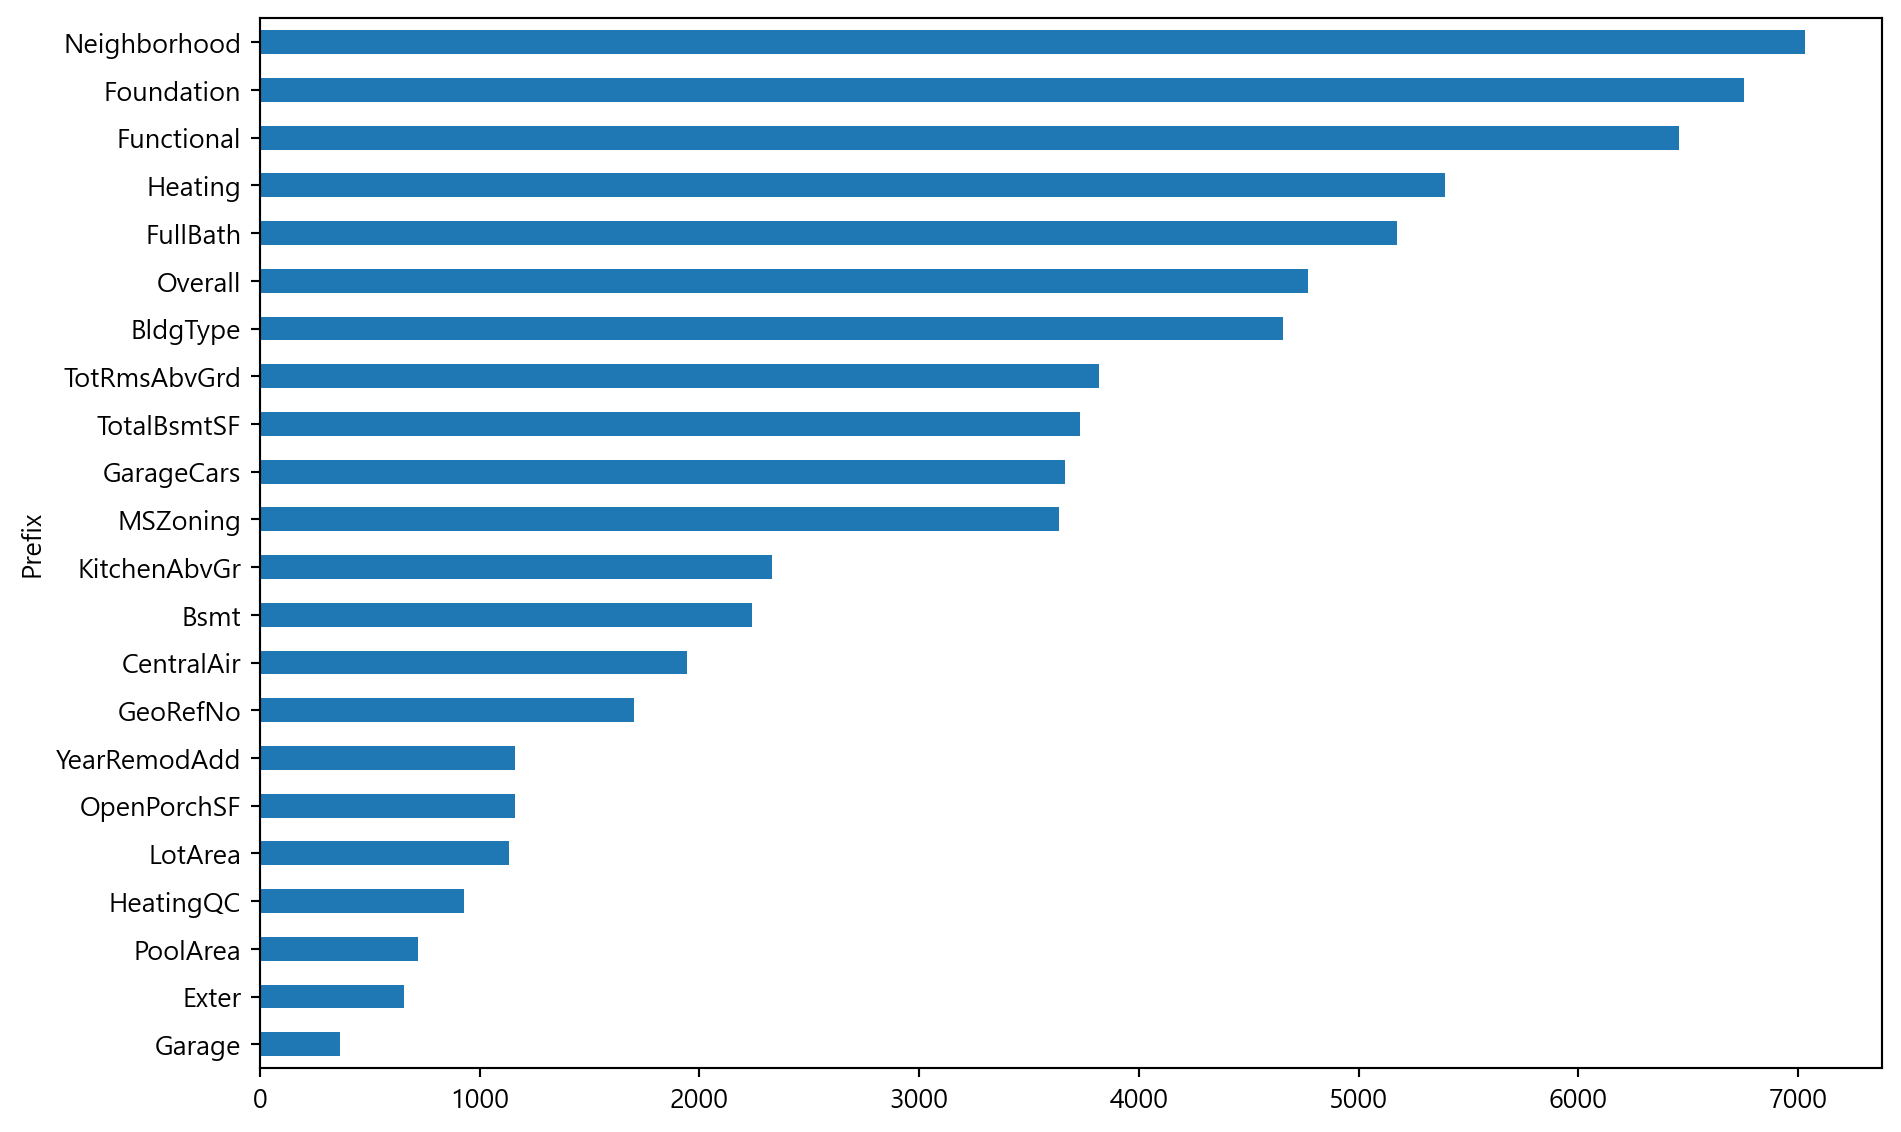 Neighborhood
Foundation
Functional
Heating
FullBath
Overall
BldgType
TotRmsAbvGrd
TotalBsmtSF
GarageCars
MSZoning
KitchenAbvGr
Bsmt
CentralAir
GeoRefNo
YearRemodAdd
OpenPorchSF
LotArea
HeatingQC
PoolArea
Exter
Garage
Prefix
0 1000 2000 3000 4000 5000 6000 7000